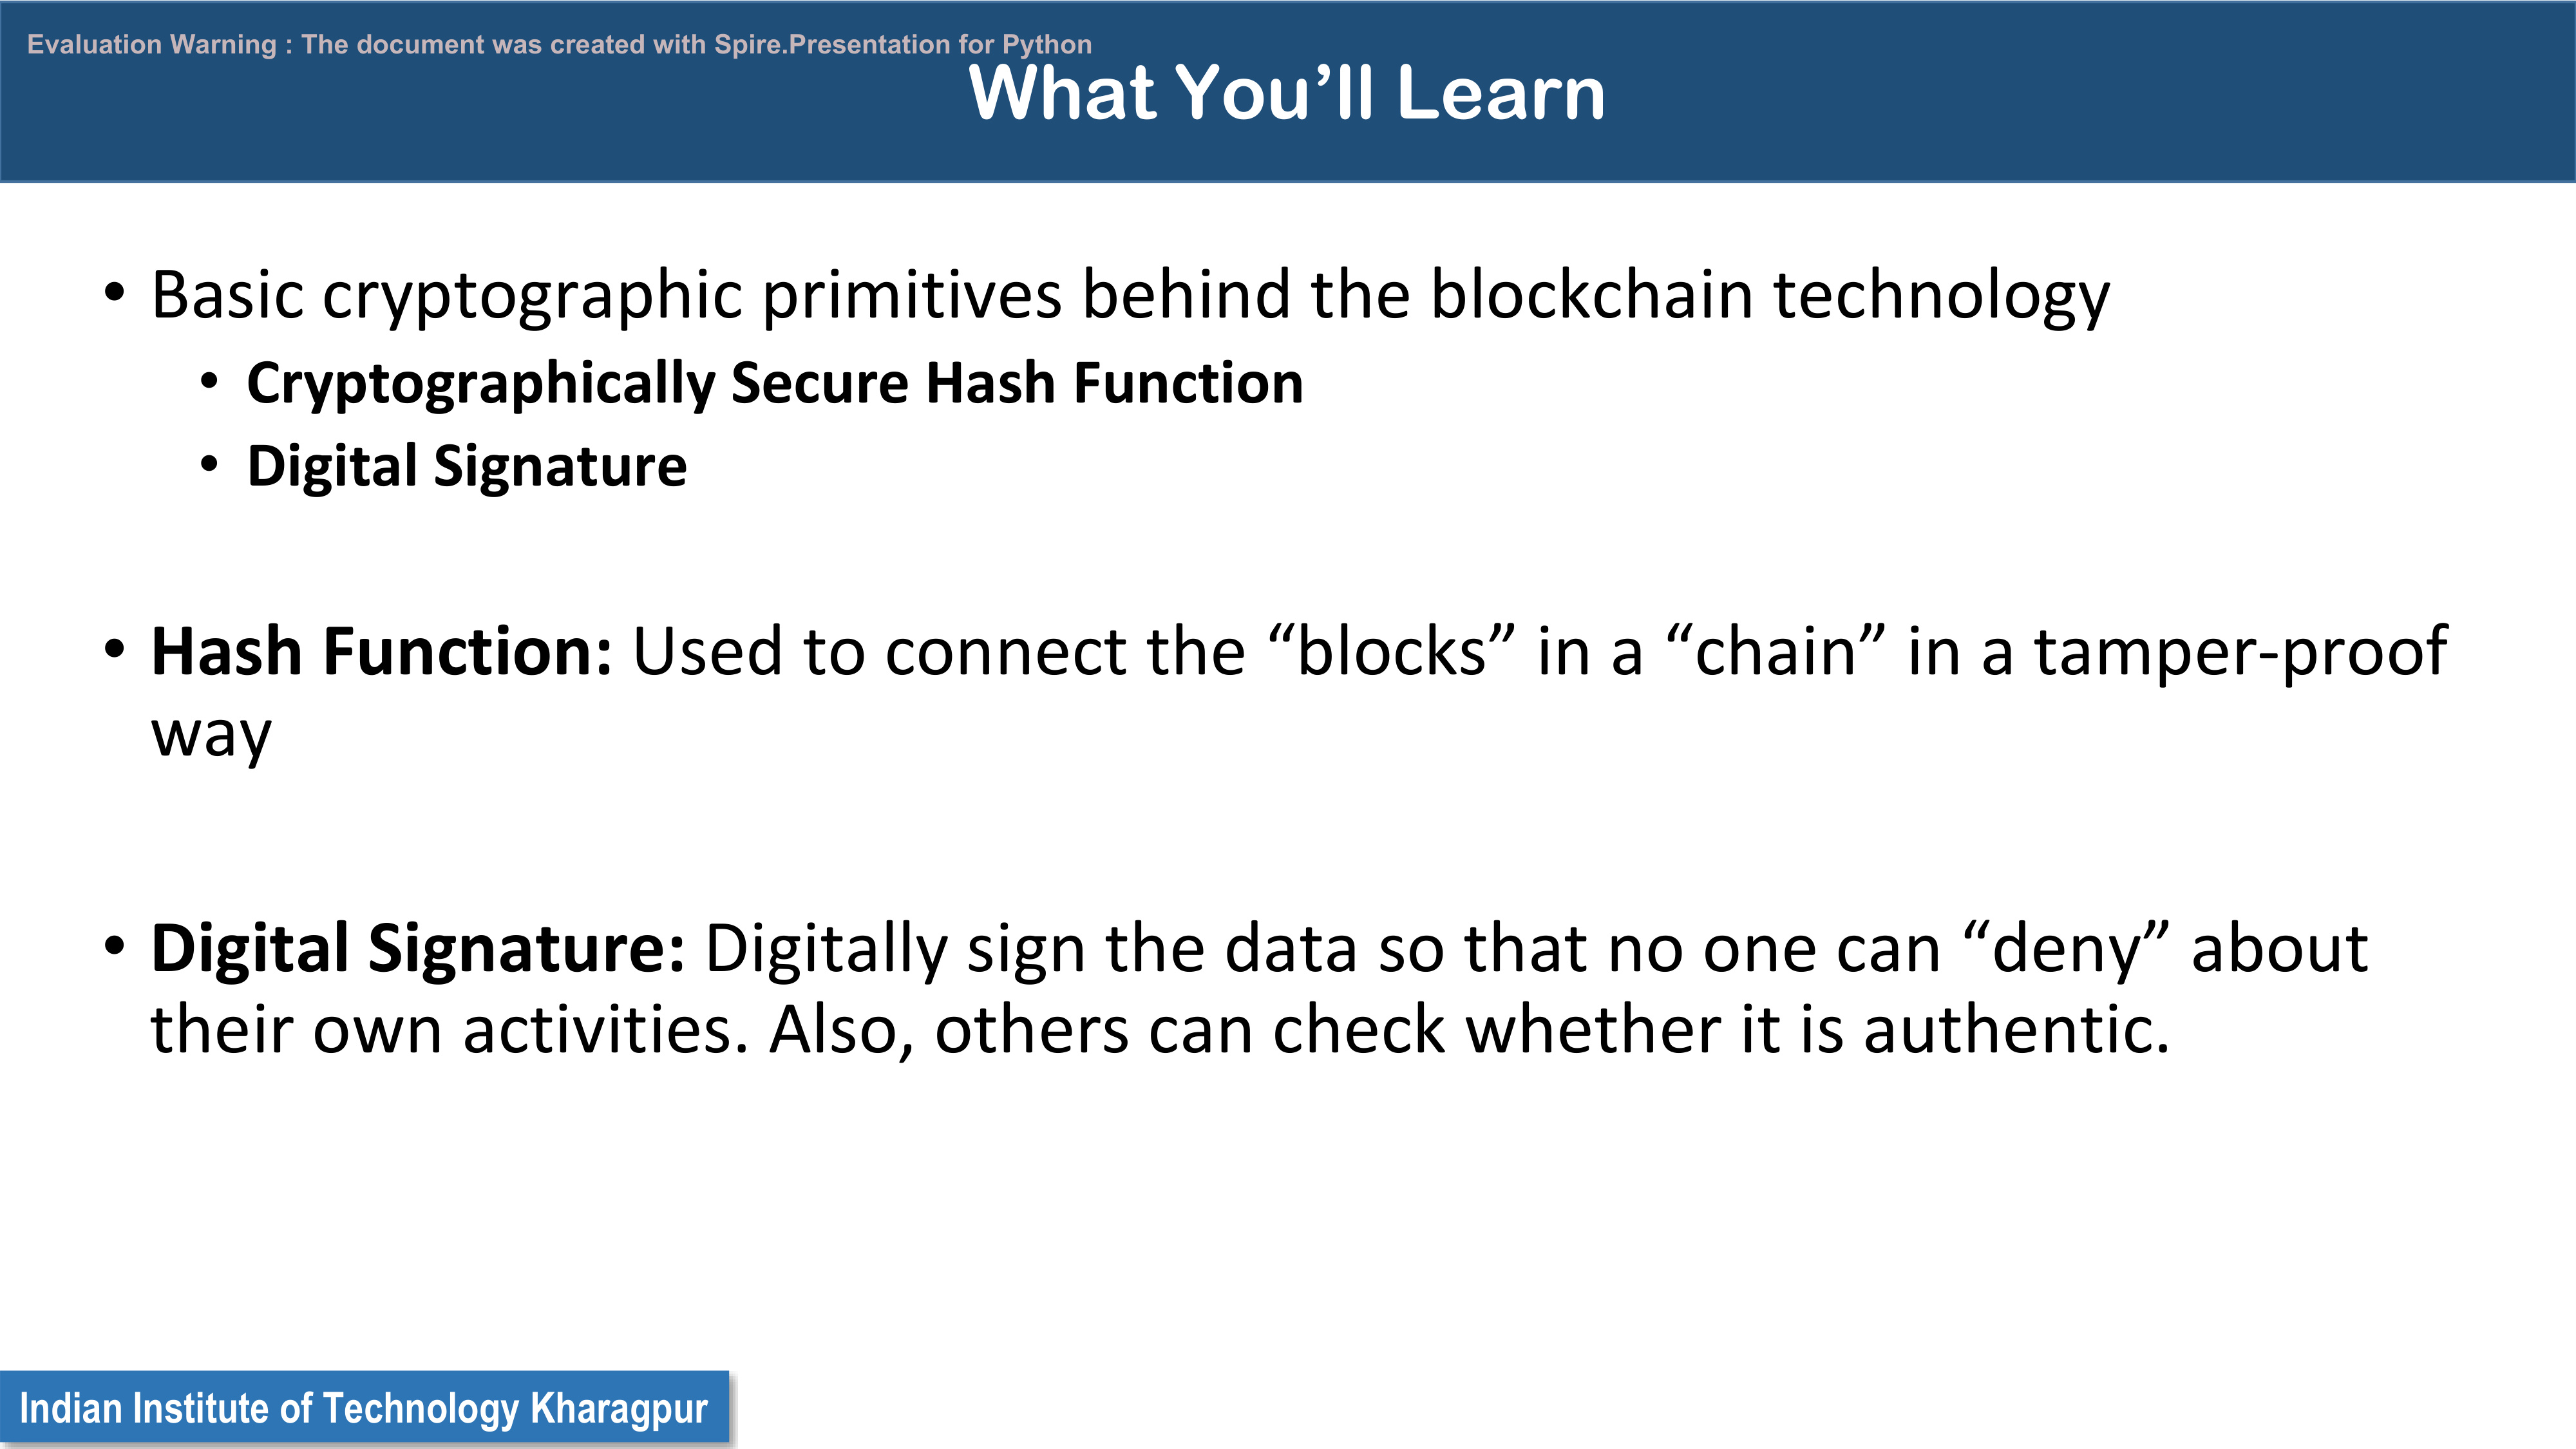 Evaluation Warning : The document was created with Spire.Presentation for Python
What You’ll Learn
• Basic cryptographic primitives behind the blockchain technology
• Cryptographically Secure Hash Function
• Digital Signature
• Hash Function: Used to connect the “blocks” in a “chain” in a tamper-proof
way
• Digital Signature: Digitally sign the data so that no one can “deny” about
their own activities. Also, others can check whether it is authentic.
Indian Institute of Technology Kharagpur